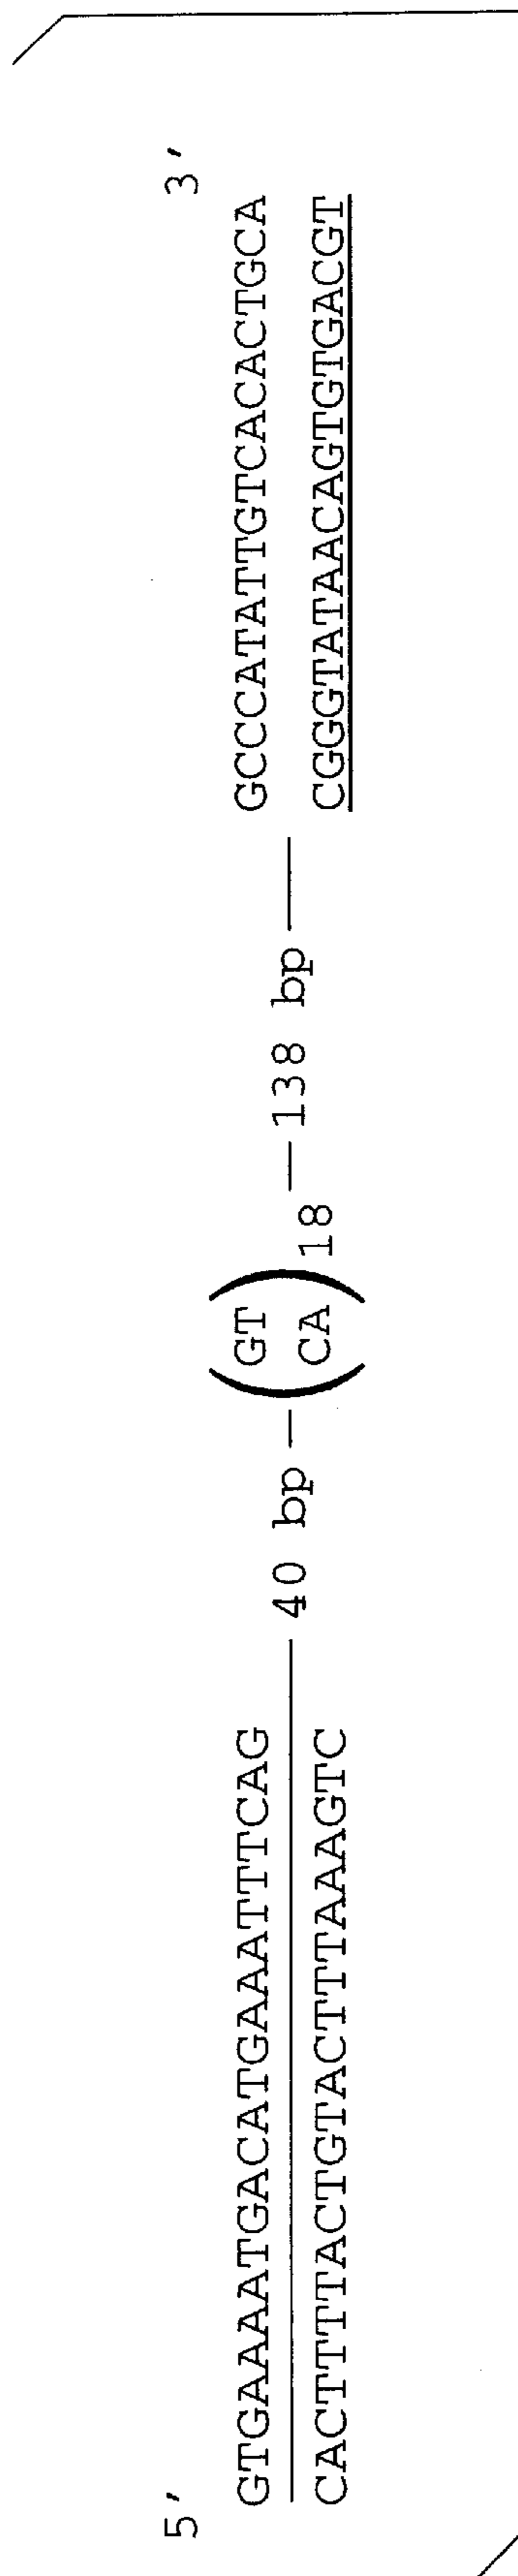 5' 3'
GTGAAAATGACATGAAATTTCAG ( GT ) GCCCATATTGTCACACTGCA
— 40 bp — — 138 bp —
CACTTTTACTGTACTTTAAAGTC ( CA ) 18 CGGGTATAACAGTGTGACGT